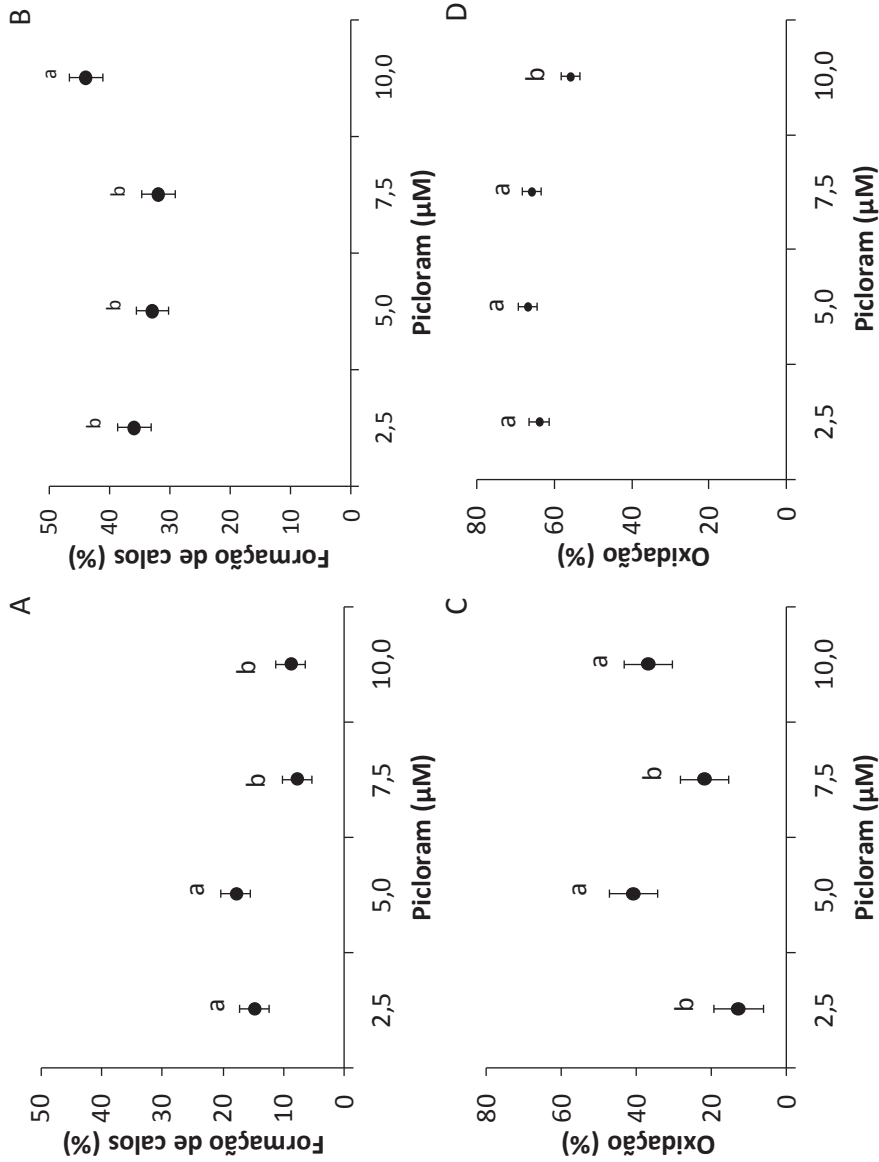 A
50
40
30
20
10
0
Formação de calos (%)
a
a
b
b
2,5
5,0
7,5
10,0
Picloram (µM)
B
50
40
30
20
10
0
Formação de calos (%)
b
b
b
a
2,5
5,0
7,5
10,0
Picloram (µM)
C
80
60
40
20
0
Oxidação (%)
b
a
b
a
2,5
5,0
7,5
10,0
Picloram (µM)
D
80
60
40
20
0
Oxidação (%)
a
a
a
b
2,5
5,0
7,5
10,0
Picloram (µM)